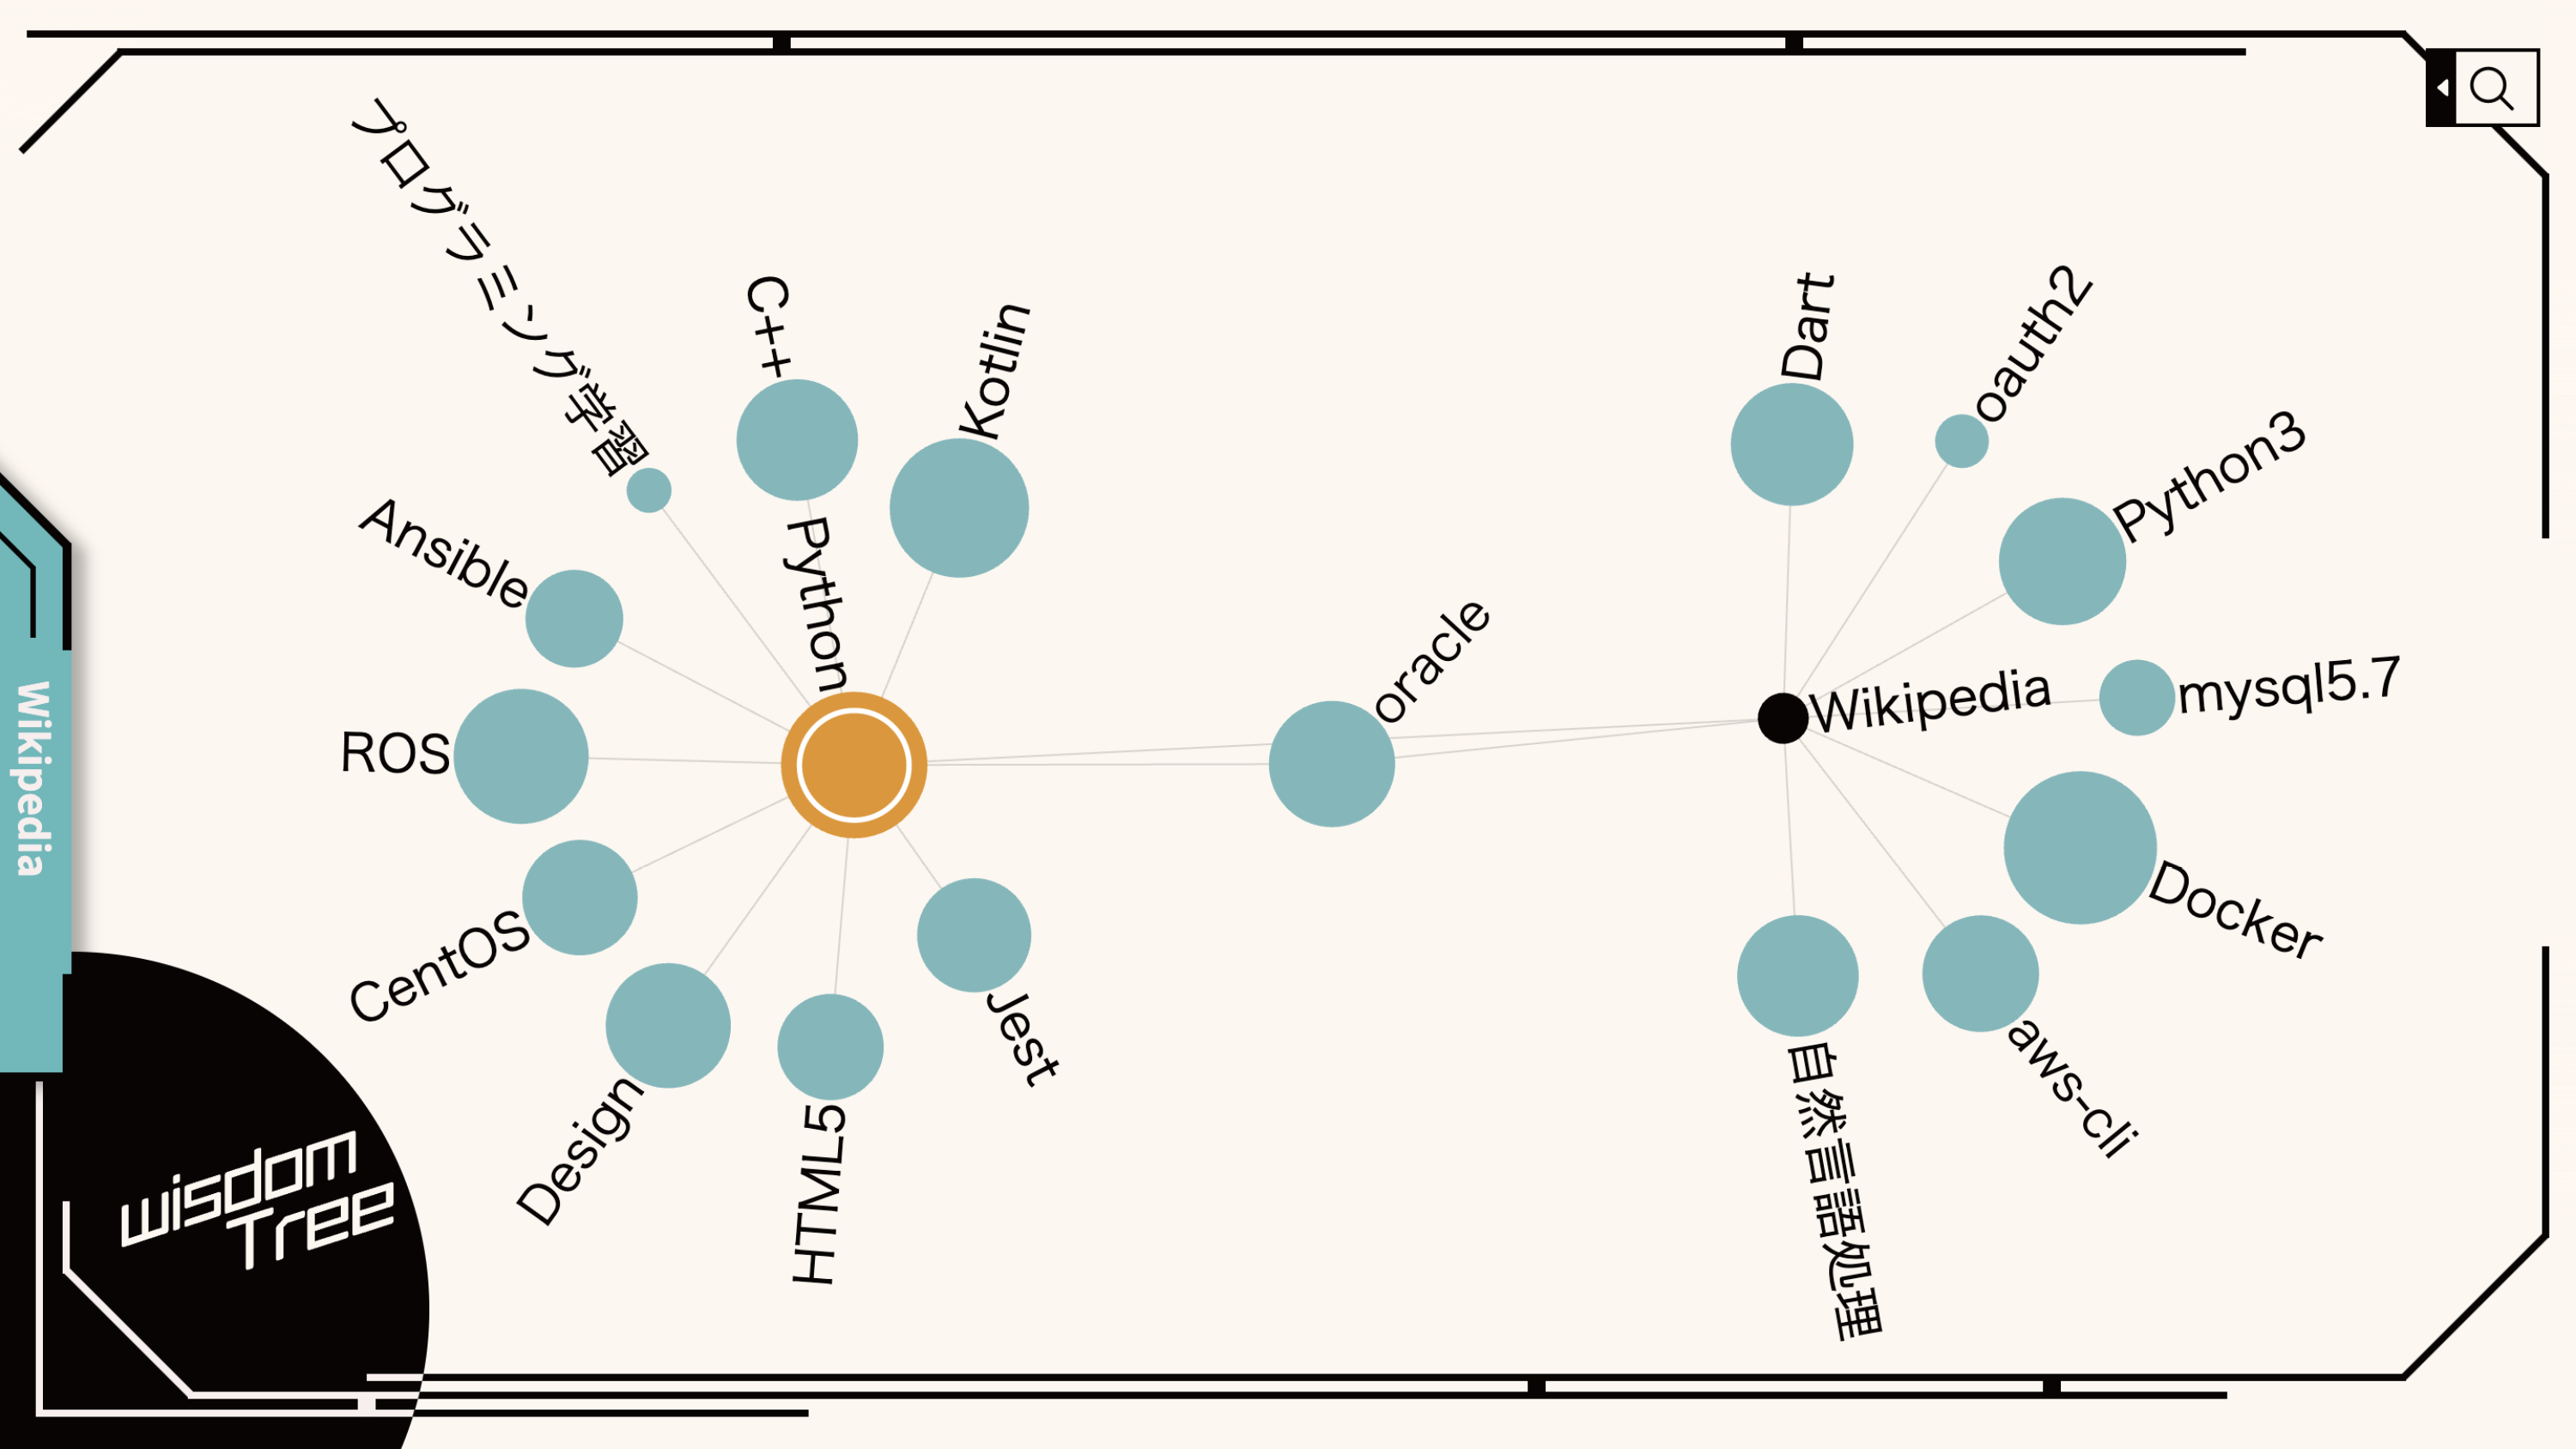 プログラミング学習
C++
Kotlin
Python
Ansible
ROS
CentOS
Design
HTML5
Jest
oracle
Dart
oauth2
Python3
Wikipedia
mysql5.7
Docker
aws-cli
自然言語処理
Wikipedia
wisdom
Tree